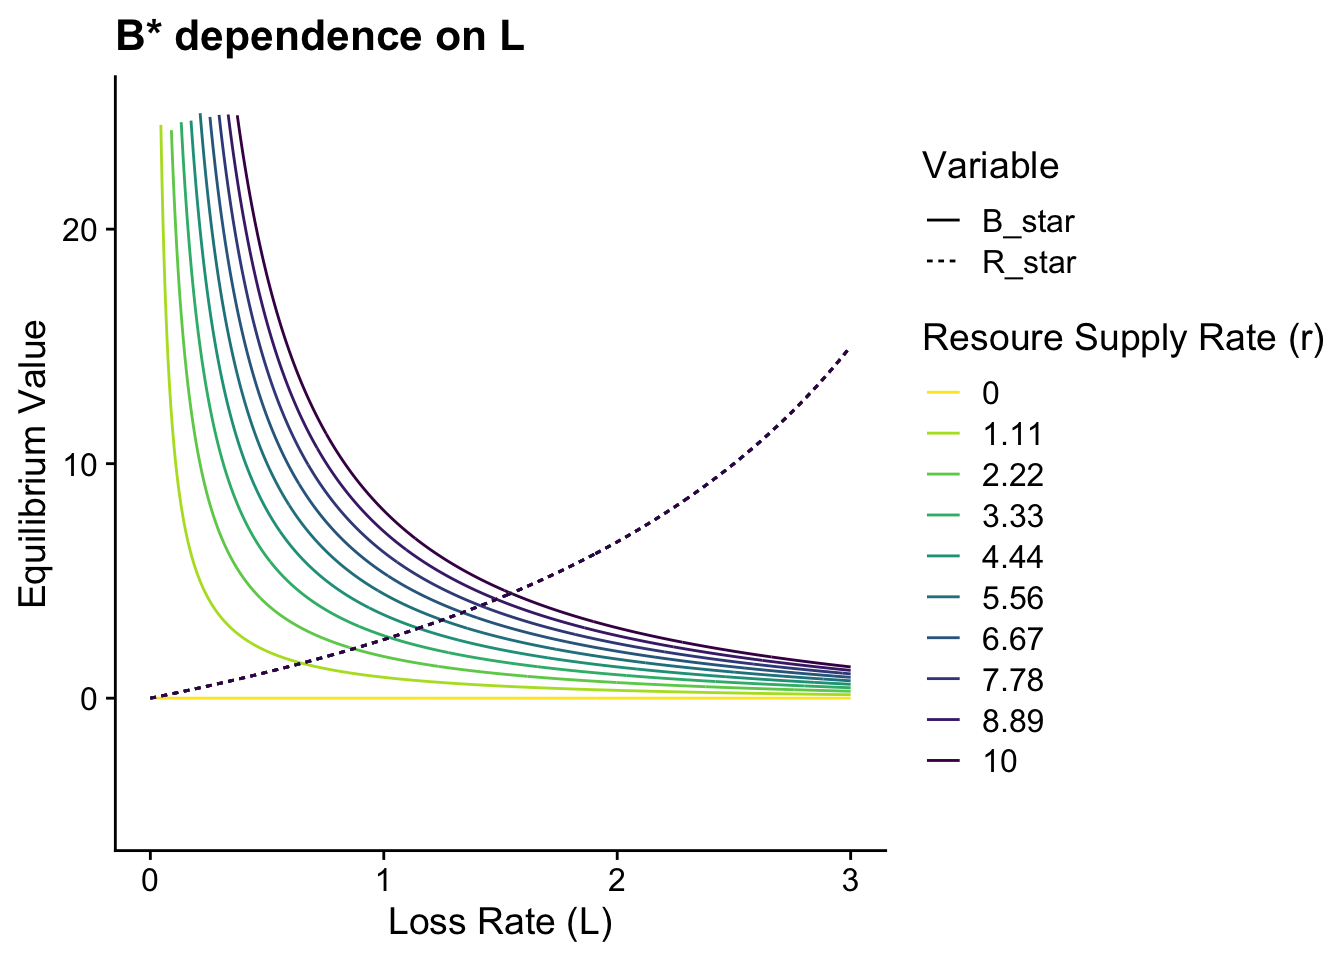 B* dependence on L
Equilibrium Value
20
10
0
0 1 2 3
Loss Rate (L)
Variable
B_star
R_star
Resoure Supply Rate (r)
0
1.11
2.22
3.33
4.44
5.56
6.67
7.78
8.89
10